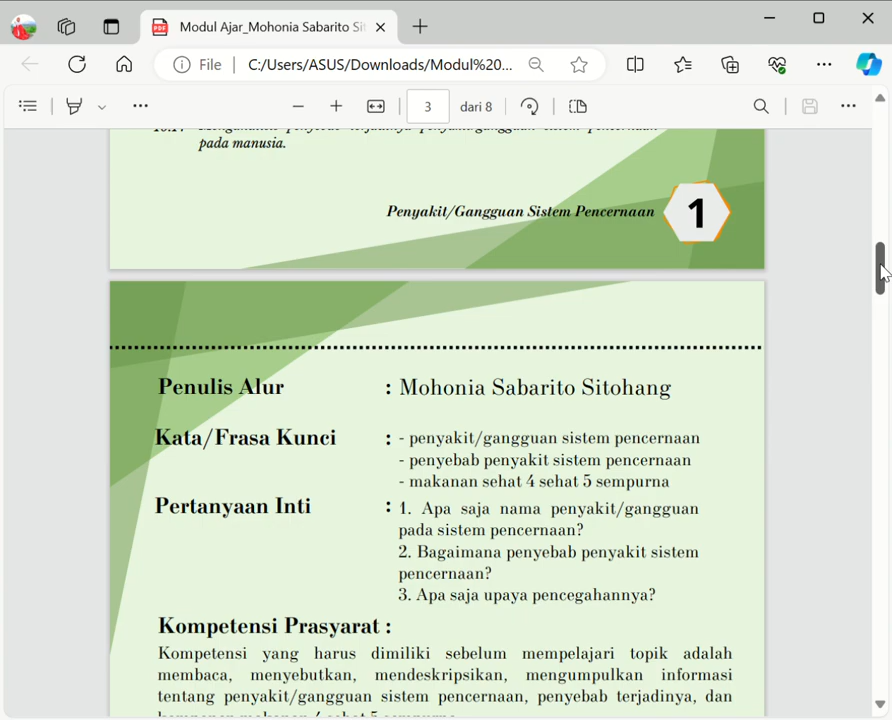 Modul Ajar_Mohonia Sabarito Si
File
C:/Users/ASUS/Downloads/Modul%20...
3 dari 8
pada manusia.
Penyakit/Gangguan Sistem Pencernaan 1
Penulis Alur : Mohonia Sabarito Sitohang
Kata/Frasa Kunci : - penyakit/gangguan sistem pencernaan
- penyebab penyakit sistem pencernaan
- makanan sehat 4 sehat 5 sempurna
Pertanyaan Inti : 1. Apa saja nama penyakit/gangguan
pada sistem pencernaan?
2. Bagaimana penyebab penyakit sistem
pencernaan?
3. Apa saja upaya pencegahannya?
Kompetensi Prasyarat :
Kompetensi yang harus dimiliki sebelum mempelajari topik adalah
membaca, menyebutkan, mendeskripsikan, mengumpulkan informasi
tentang penyakit/gangguan sistem pencernaan, penyebab terjadinya, dan